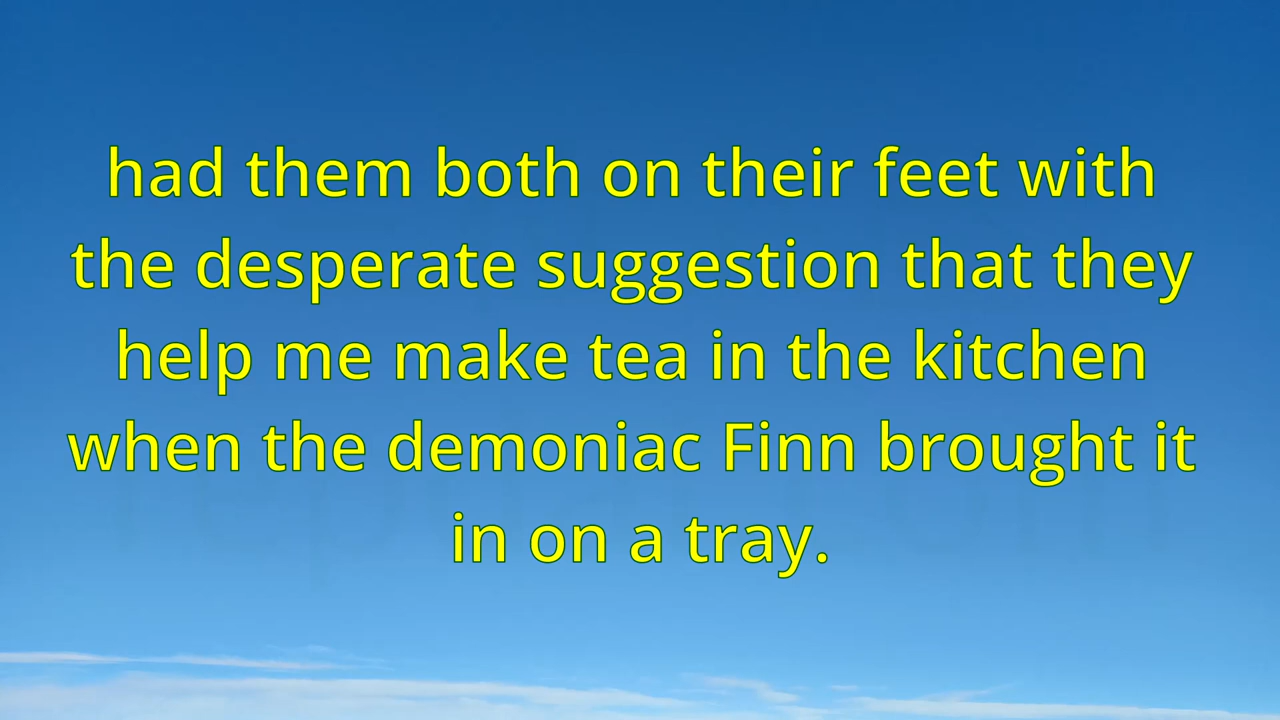 had them both on their feet with
the desperate suggestion that they
help me make tea in the kitchen
when the demoniac Finn brought it
in on a tray.